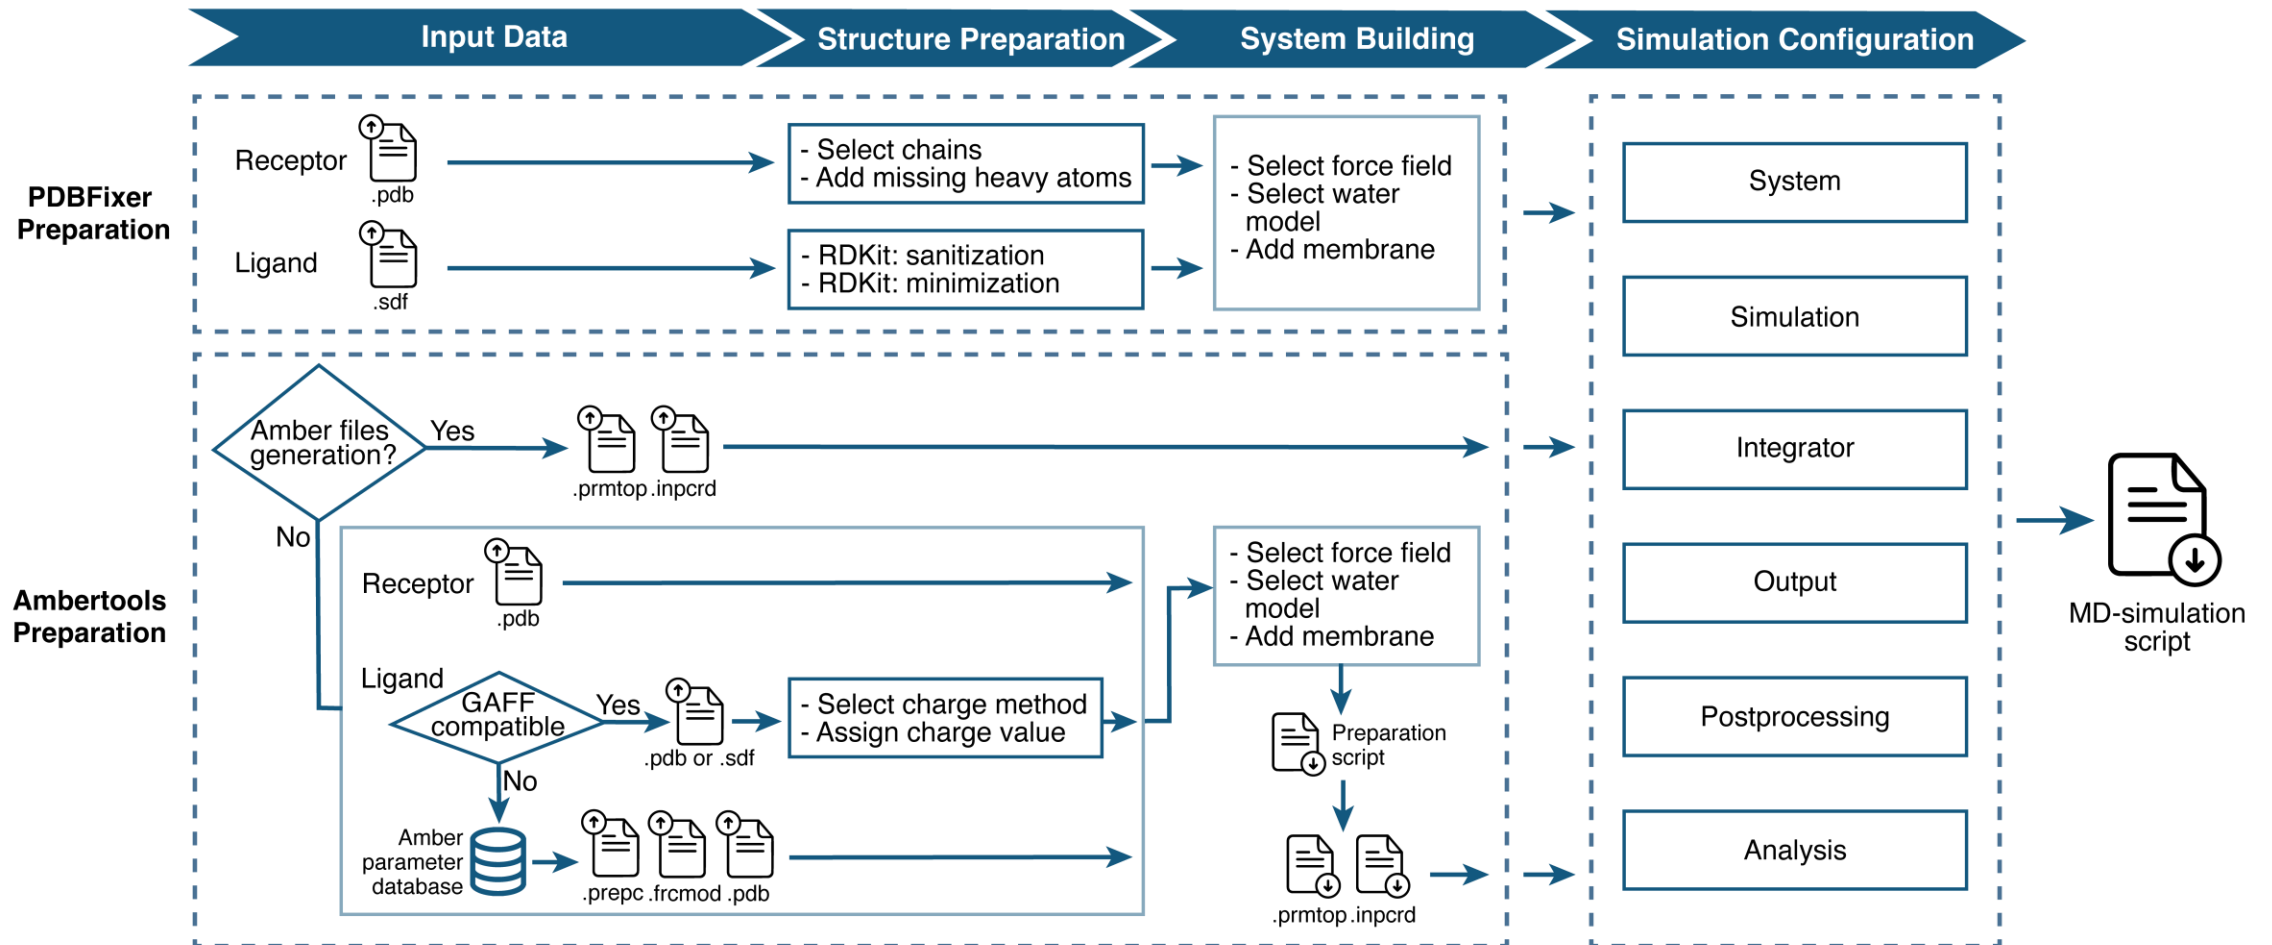 Input Data
Structure Preparation
System Building
Simulation Configuration
PDBFixer
Preparation
Receptor
.pdb
- Select chains
- Add missing heavy atoms
Ligand
.sdf
- RDKit: sanitization
- RDKit: minimization
- Select force field
- Select water
model
- Add membrane
Ambertools
Preparation
Amber files
generation?
Yes
.prmtop
.inpcrd
No
Receptor
.pdb
Ligand
GAFF
compatible
Yes
.pdb or .sdf
- Select charge method
- Assign charge value
No
Amber
parameter
database
.prepc
.frcmod
.pdb
- Select force field
- Select water
model
- Add membrane
Preparation
script
.prmtop
.inpcrd
System
Simulation
Integrator
Output
Postprocessing
Analysis
MD-simulation
script